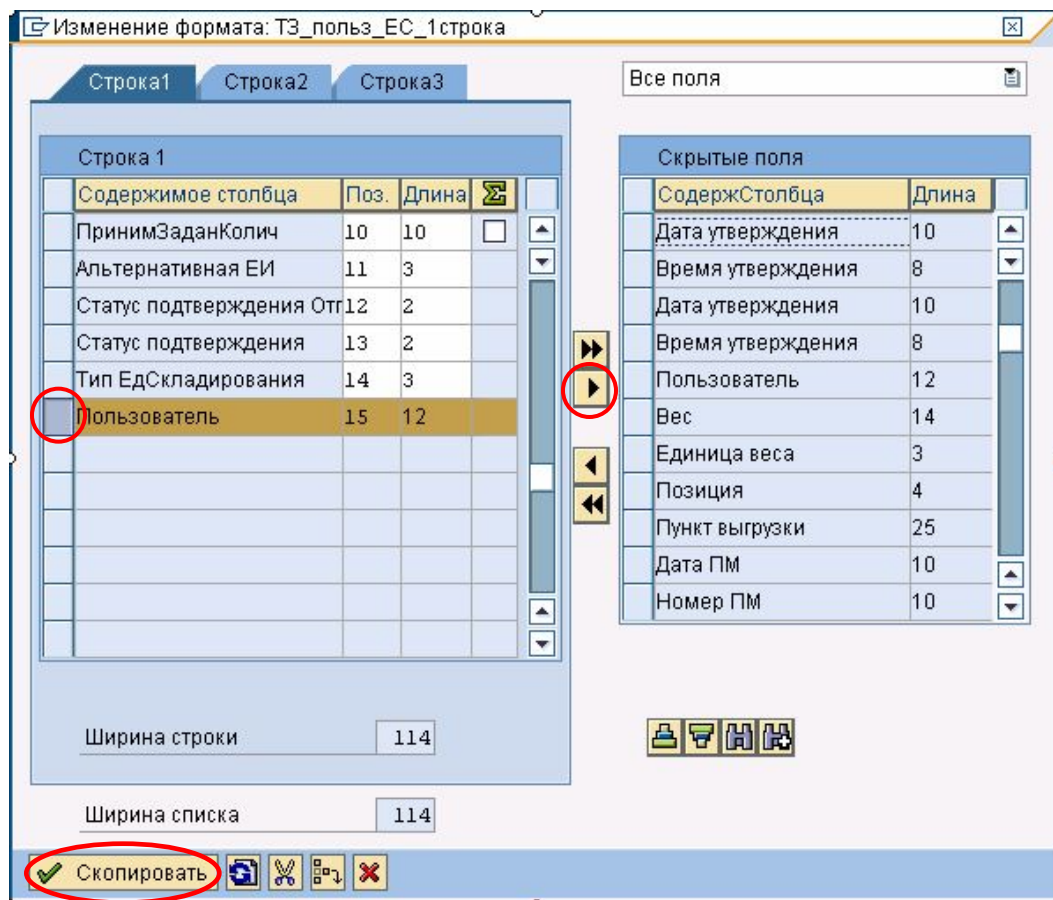 Изменение формата: ТЗ_польз_ЕС_1строка
Строка1 Строка2 Строка3
Все поля
Строка 1
Содержимое столбца Поз. Длина
ПринимЗаданКолич 10 10
Альтернативная ЕИ 11 3
Статус подтверждения Отг 12 2
Статус подтверждения 13 2
Тип ЕдСкладирования 14 3
Пользователь 15 12
Ширина строки 114
Ширина списка 114
Скрытые поля
СодержСтолбца Длина
Дата утверждения 10
Время утверждения 8
Дата утверждения 10
Время утверждения 8
Пользователь 12
Вес 14
Единица веса 3
Позиция 4
Пункт выгрузки 25
Дата ПМ 10
Номер ПМ 10
Скопировать